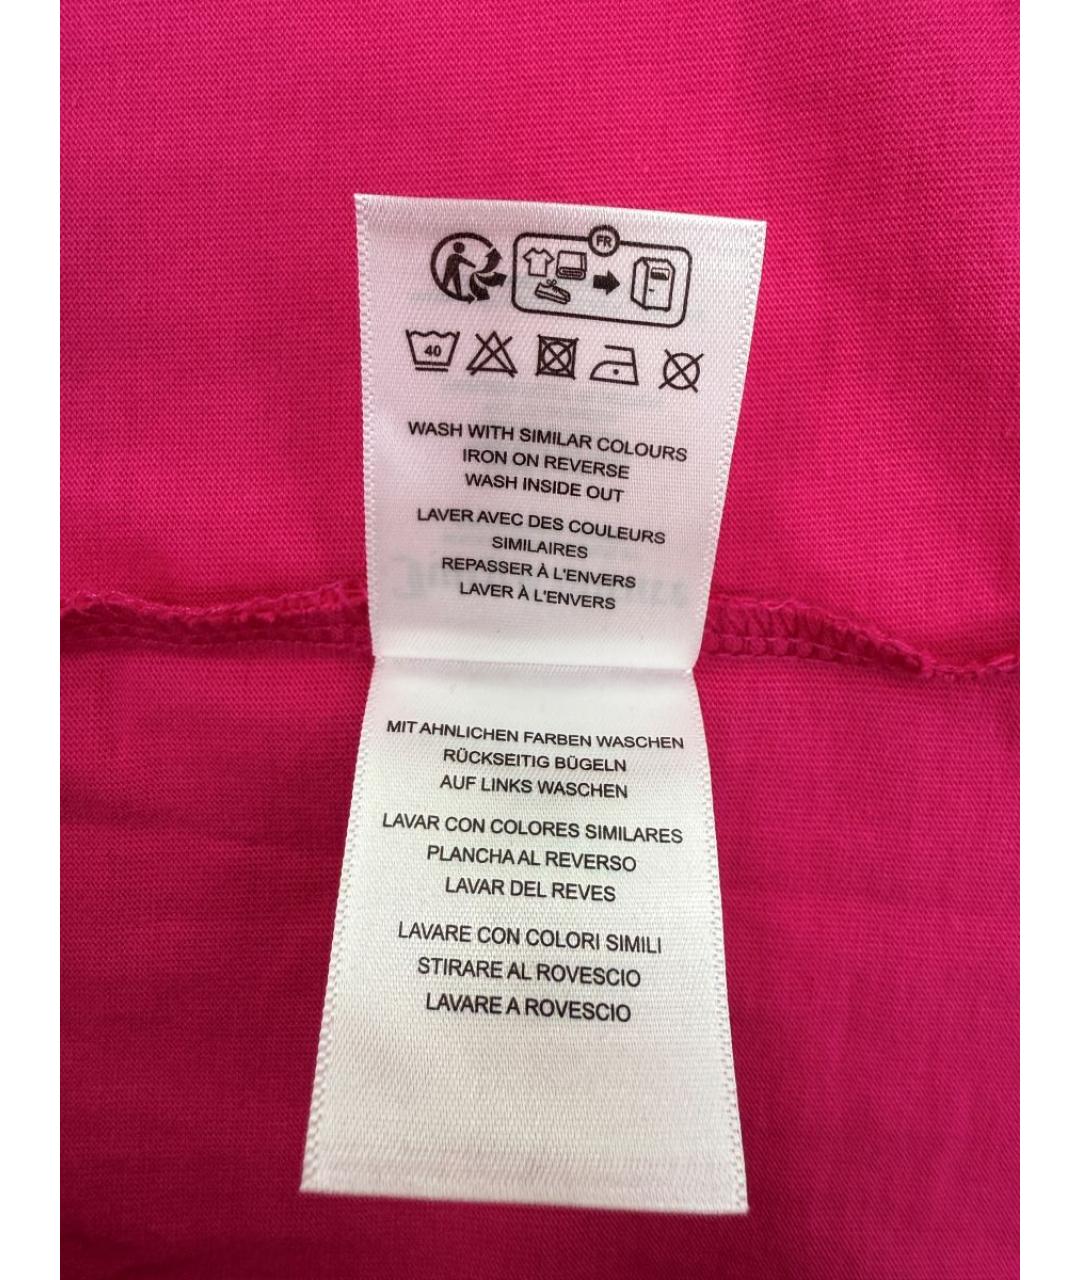 FR
40
WASH WITH SIMILAR COLOURS
IRON ON REVERSE
WASH INSIDE OUT
LAVER AVEC DES COULEURS
SIMILAIRES
REPASSER À L'ENVERS
LAVER À L'ENVERS
MIT AHNLICHEN FARBEN WASCHEN
RÜCKSEITIG BÜGELN
AUF LINKS WASCHEN
LAVAR CON COLORES SIMILARES
PLANCHA AL REVERSO
LAVAR DEL REVES
LAVARE CON COLORI SIMILI
STIRARE AL ROVESCIO
LAVARE A ROVESCIO